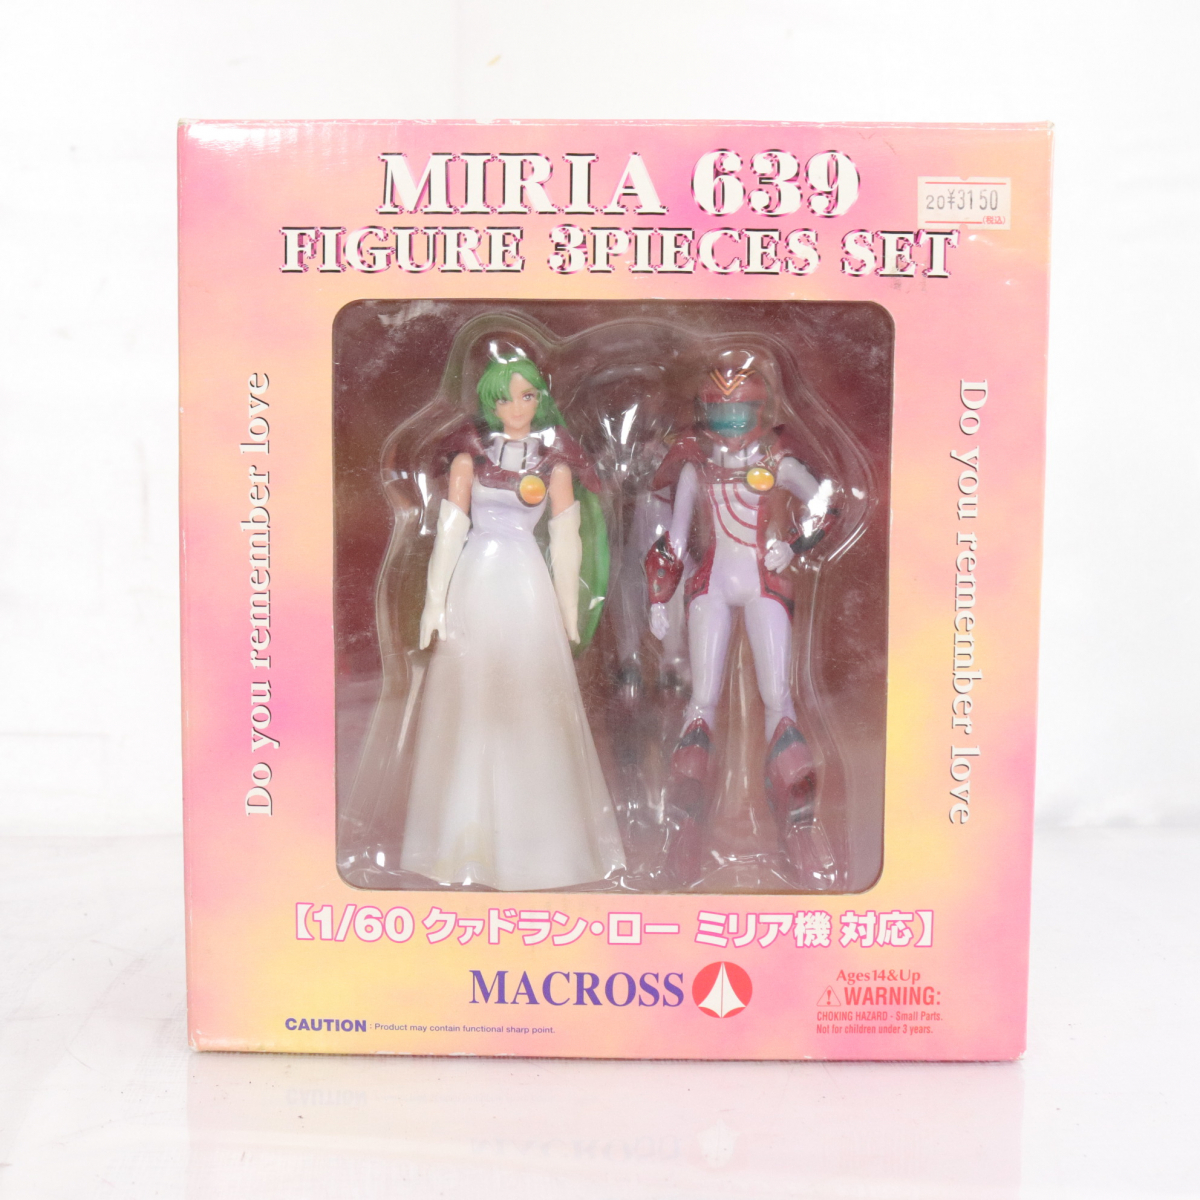 MIRIA 639
20¥3150
(税込)
FIGURE 3PIECES SET
Do you remember love
Do you remember love
【1/60 クァドラン・ロー ミリア機 対応】
MACROSS
Ages14&Up
WARNING:
CHOKING HAZARD - Small Parts.
Not for children under 3 years.
CAUTION : Product may contain functional sharp point.